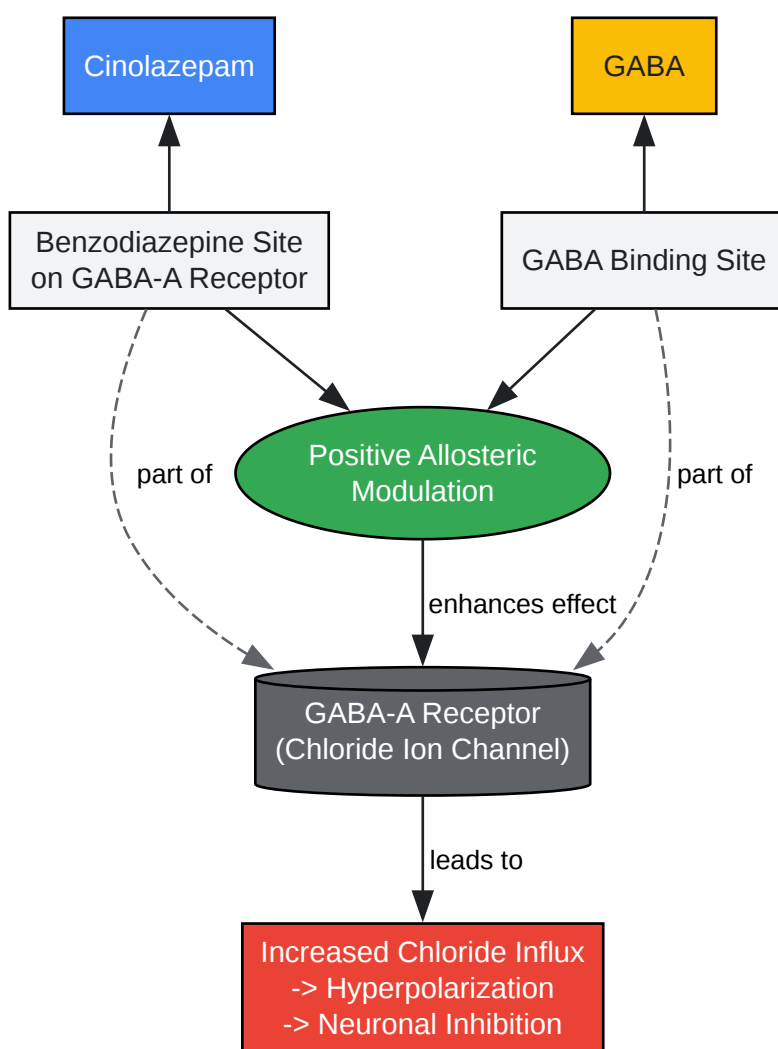 Cinolazepam
GABA
Benzodiazepine Site
on GABA-A Receptor
GABA Binding Site
Positive Allosteric
Modulation
part of
part of
enhances effect
GABA-A Receptor
(Chloride Ion Channel)
leads to
Increased Chloride Influx
-> Hyperpolarization
-> Neuronal Inhibition